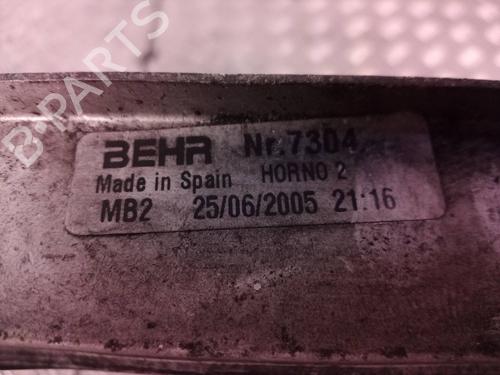 B-PARTS
BEHR Nr.7304
Made in Spain HORNO 2
MB2 25/06/2005 21:16